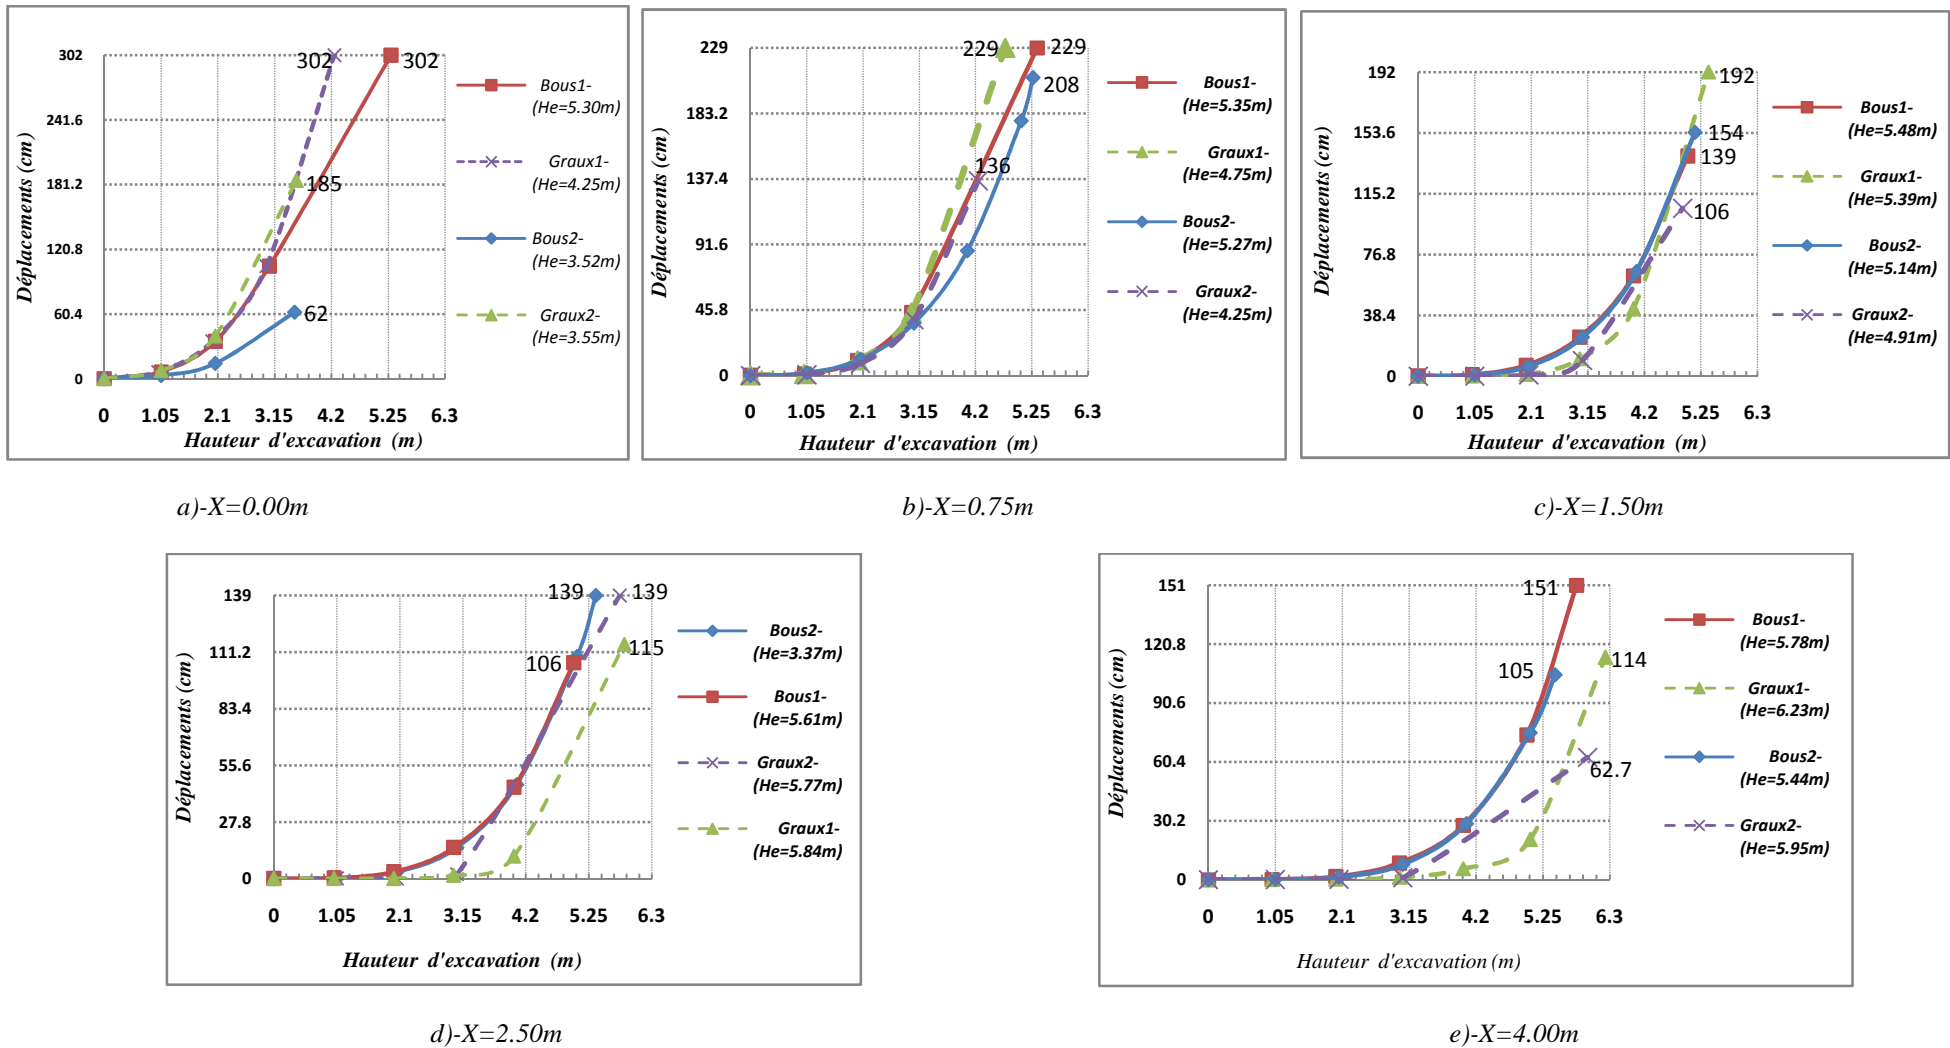 302
241.6
181.2
120.8
60.4
0
0 1.05 2.1 3.15 4.2 5.25 6.3
Déplacements (cm)
Hauteur d'excavation (m)
302
302
185
62
Bous1-
(He=5.30m)
Graux1-
(He=4.25m)
Bous2-
(He=3.52m)
Graux2-
(He=3.55m)
a)-X=0.00m
229
183.2
137.4
91.6
45.8
0
0 1.05 2.1 3.15 4.2 5.25 6.3
Déplacements (cm)
Hauteur d'excavation (m)
229
229
208
136
Bous1-
(He=5.35m)
Graux1-
(He=4.75m)
Bous2-
(He=5.27m)
Graux2-
(He=4.25m)
b)-X=0.75m
192
153.6
115.2
76.8
38.4
0
0 1.05 2.1 3.15 4.2 5.25 6.3
Déplacements (cm)
Hauteur d'excavation (m)
192
154
139
106
Bous1-
(He=5.48m)
Graux1-
(He=5.39m)
Bous2-
(He=5.14m)
Graux2-
(He=4.91m)
c)-X=1.50m
139
111.2
83.4
55.6
27.8
0
0 1.05 2.1 3.15 4.2 5.25 6.3
Déplacements (cm)
Hauteur d'excavation (m)
139
139
115
106
Bous2-
(He=3.37m)
Bous1-
(He=5.61m)
Graux2-
(He=5.77m)
Graux1-
(He=5.84m)
d)-X=2.50m
151
120.8
90.6
60.4
30.2
0
0 1.05 2.1 3.15 4.2 5.25 6.3
Déplacements (cm)
Hauteur d'excavation (m)
151
105
114
62.7
Bous1-
(He=5.78m)
Graux1-
(He=6.23m)
Bous2-
(He=5.44m)
Graux2-
(He=5.95m)
e)-X=4.00m